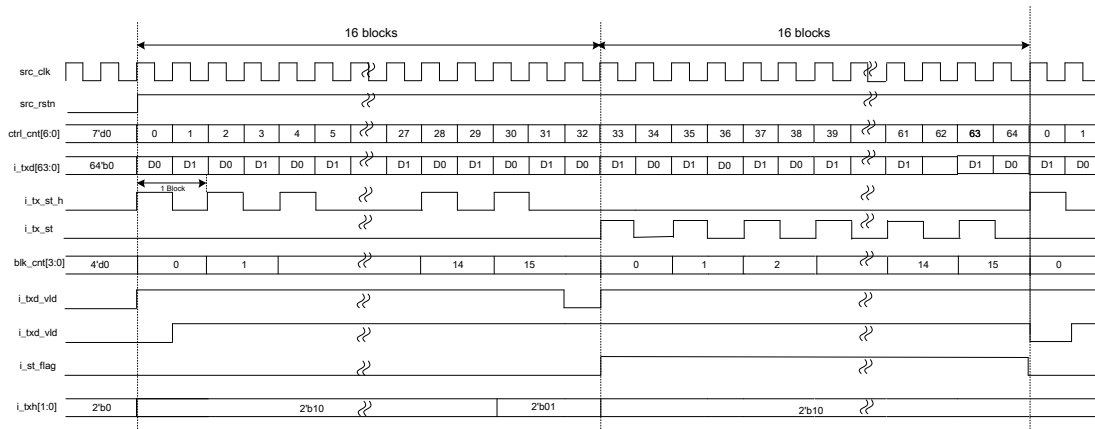 16 blocks 16 blocks
src_clk
src_rstn
ctrl_cnt[6:0] 7'd0 0 1 2 3 4 5 27 28 29 30 31 32 33 34 35 36 37 38 39 61 62 63 64 0 1
i_txd[63:0] 64'b0 D0 D1 D0 D1 D0 D1 D1 D0 D1 D0 D1 D0 D1 D0 D1 D0 D1 D0 D1 D1 D1 D0 D1 D0
1 Block
i_tx_st_h
i_tx_st
blk_cnt[3:0] 4'd0 0 1 14 15 0 1 2 14 15 0
i_txd_vld
i_txd_vld
i_st_flag
i_txh[1:0] 2'b0 2'b10 2'b01 2'b10